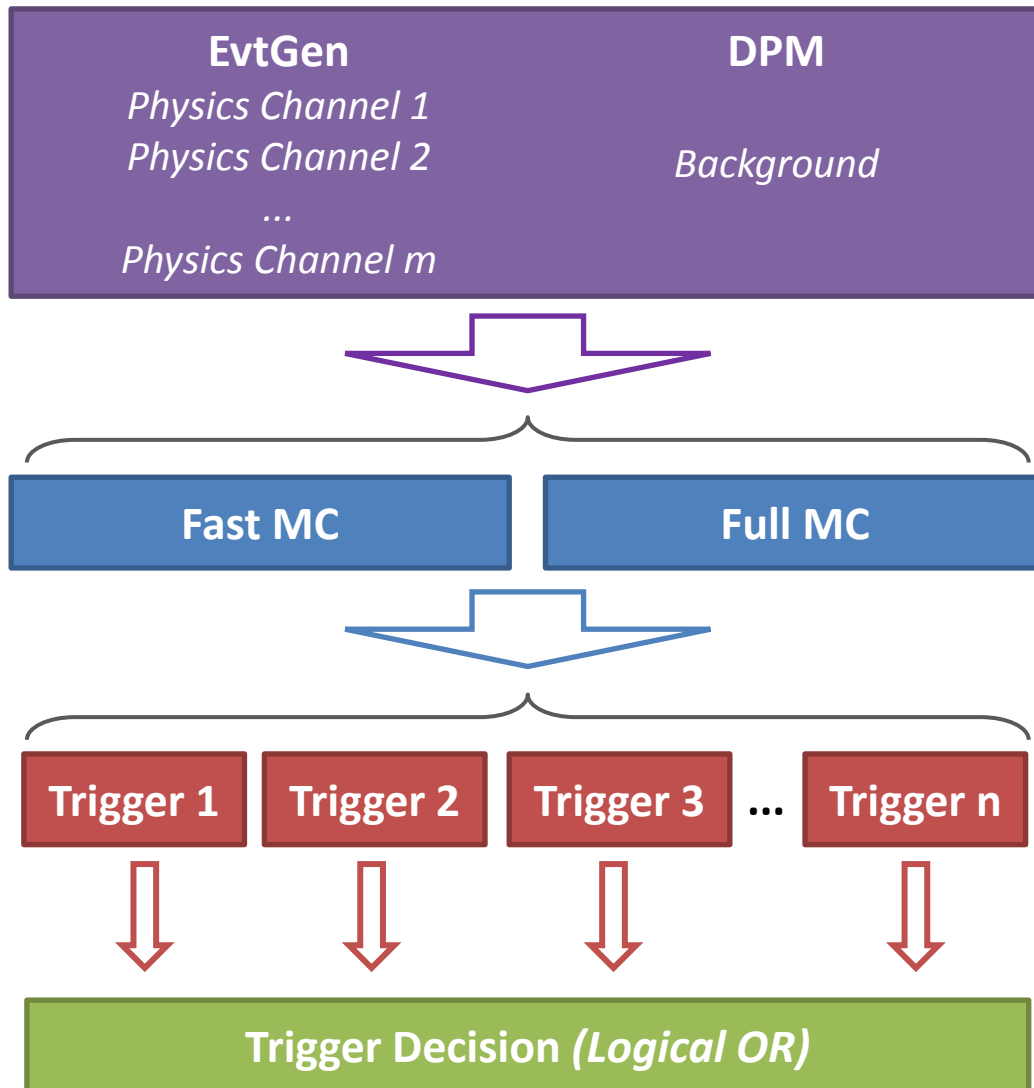 EvtGen
Physics Channel 1
Physics Channel 2
...
Physics Channel m
DPM
Background
Fast MC
Full MC
Trigger 1
Trigger 2
Trigger 3
...
Trigger n
Trigger Decision (Logical OR)